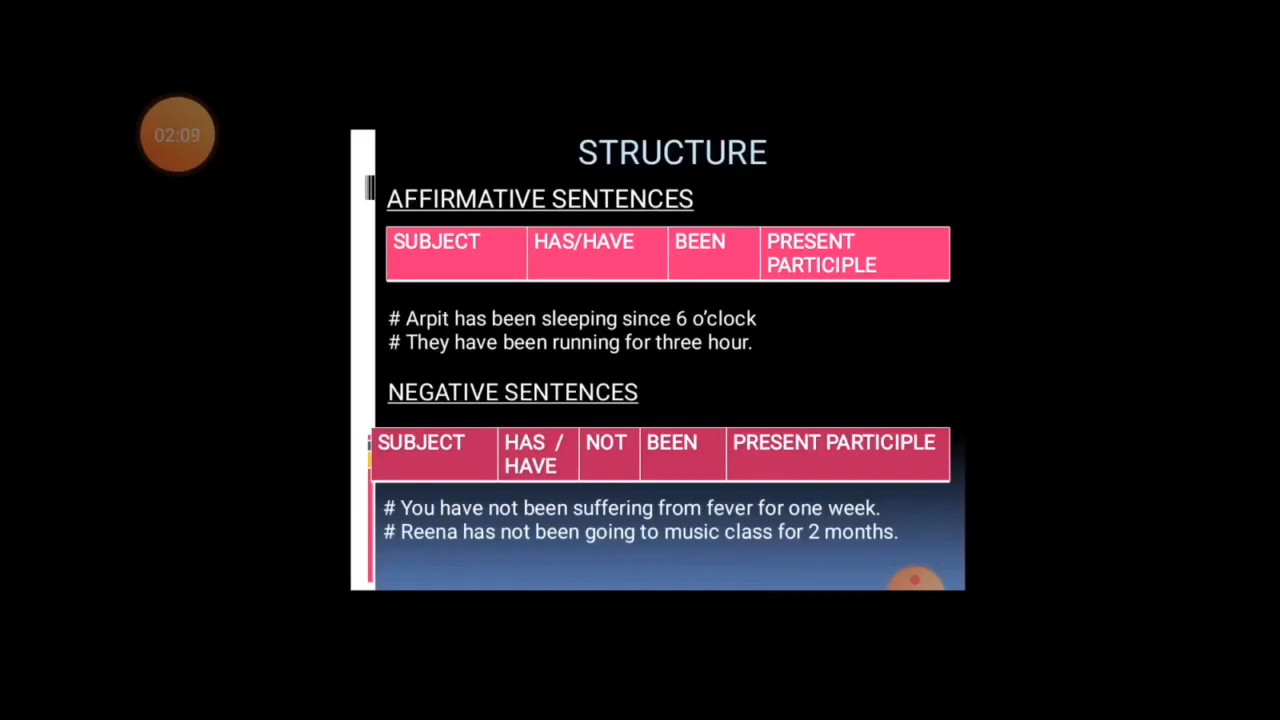 02:09
STRUCTURE
AFFIRMATIVE SENTENCES
SUBJECT HAS/HAVE BEEN PRESENT
PARTICIPLE
# Arpit has been sleeping since 6 o’clock
# They have been running for three hour.
NEGATIVE SENTENCES
SUBJECT HAS / NOT BEEN PRESENT PARTICIPLE
HAVE
# You have not been suffering from fever for one week.
# Reena has not been going to music class for 2 months.